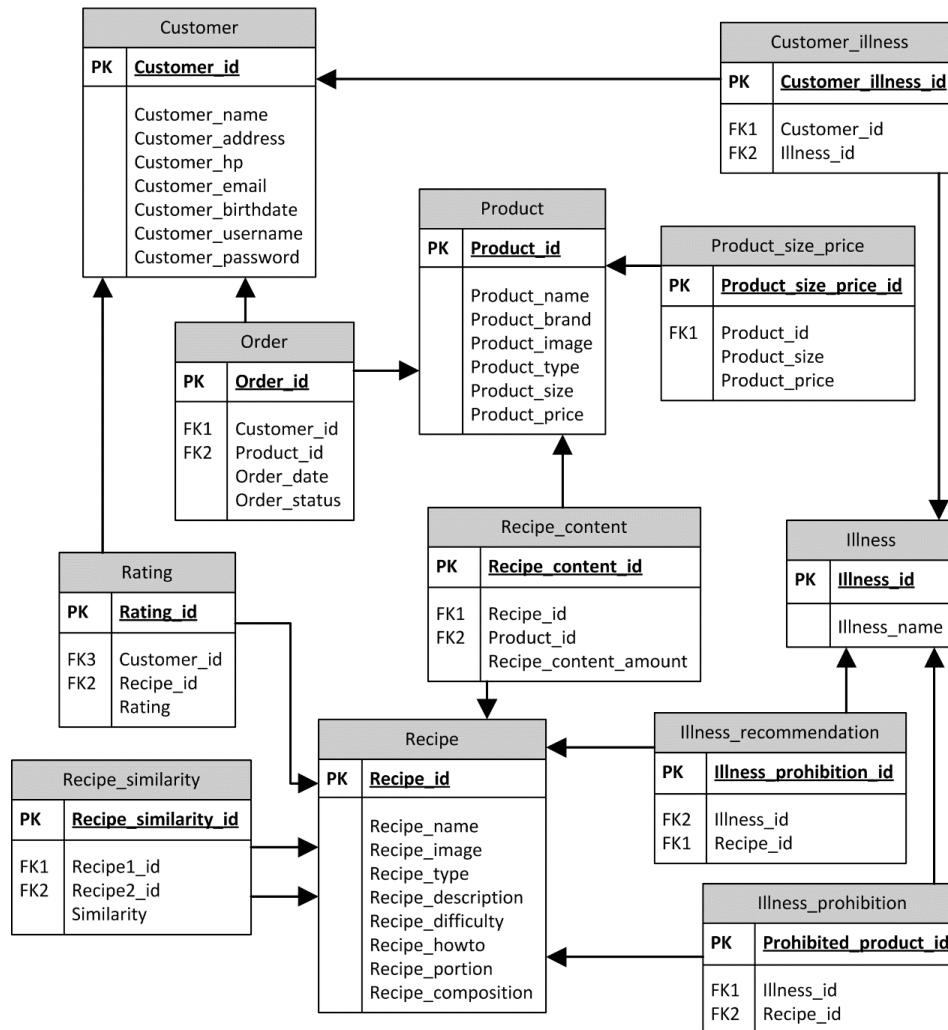 Customer
PK Customer_id
Customer_name
Customer_address
Customer_hp
Customer_email
Customer_birthdate
Customer_username
Customer_password
Customer_illness
PK Customer_illness_id
FK1 Customer_id
FK2 Illness_id
Product
PK Product_id
Product_name
Product_brand
Product_image
Product_type
Product_size
Product_price
Product_size_price
PK Product_size_price_id
FK1 Product_id
Product_size
Product_price
Order
PK Order_id
FK1 Customer_id
FK2 Product_id
Order_date
Order_status
Recipe_content
PK Recipe_content_id
FK1 Recipe_id
FK2 Product_id
Recipe_content_amount
Illness
PK Illness_id
Illness_name
Rating
PK Rating_id
FK3 Customer_id
FK2 Recipe_id
Rating
Recipe
PK Recipe_id
Recipe_name
Recipe_image
Recipe_type
Recipe_description
Recipe_difficulty
Recipe_howto
Recipe_portion
Recipe_composition
Illness_recommendation
PK Illness_prohibition_id
FK2 Illness_id
FK1 Recipe_id
Recipe_similarity
PK Recipe_similarity_id
FK1 Recipe1_id
FK2 Recipe2_id
Similarity
Illness_prohibition
PK Prohibited_product_id
FK1 Illness_id
FK2 Recipe_id